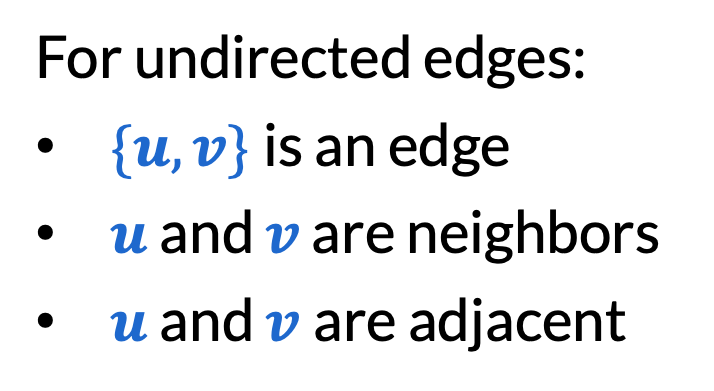 For undirected edges:
• {u, v} is an edge
• u and v are neighbors
• u and v are adjacent